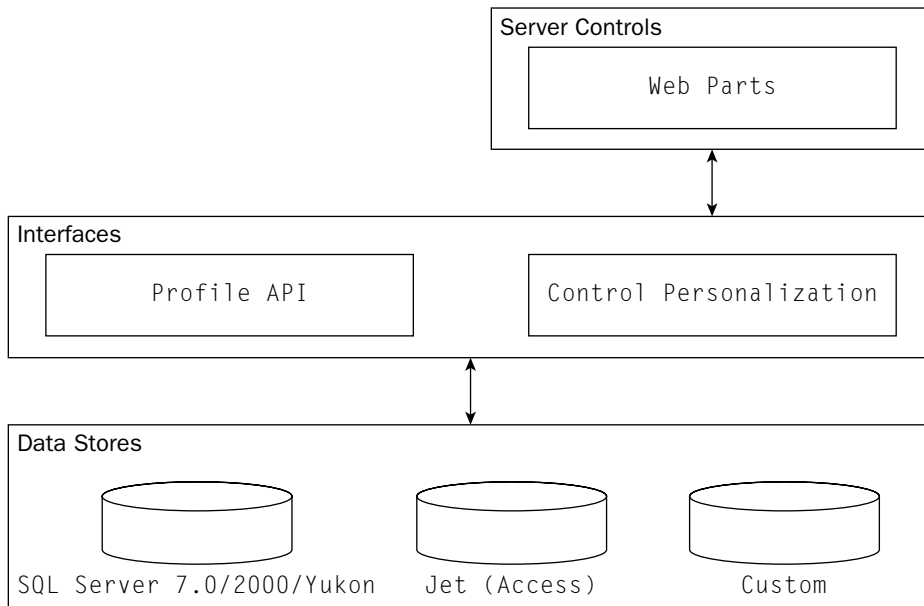 Server Controls
Web Parts
Interfaces
Profile API
Control Personalization
Data Stores
SQL Server 7.0/2000/Yukon
Jet (Access)
Custom